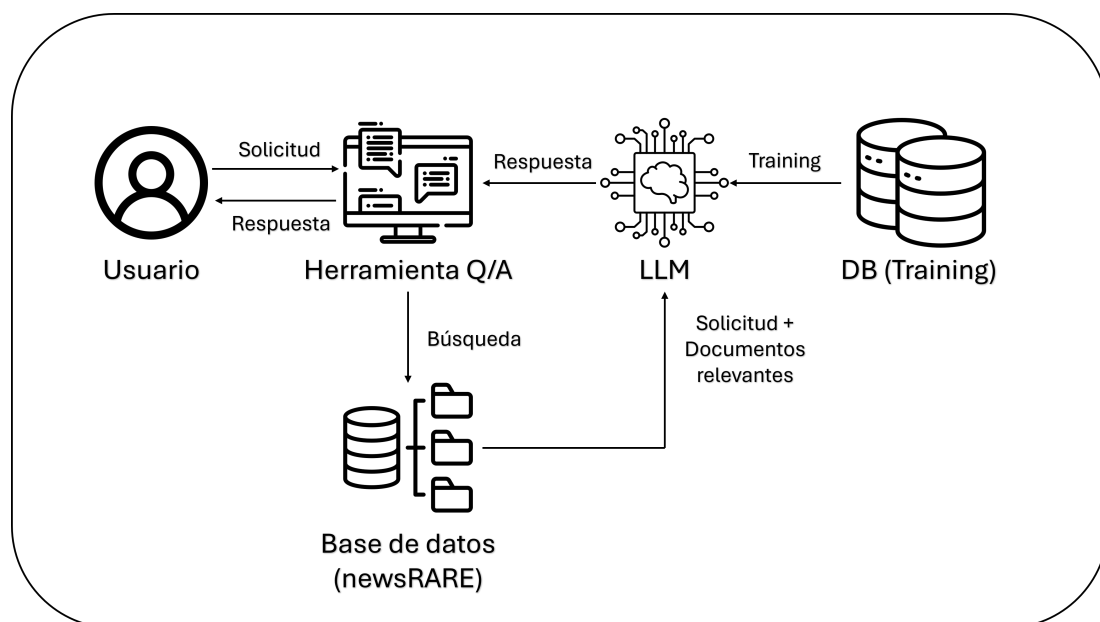 Solicitud
Respuesta
Respuesta
Training
Usuario
Herramienta Q/A
LLM
DB (Training)
Búsqueda
Solicitud +
Documentos
relevantes
Base de datos
(newsRARE)